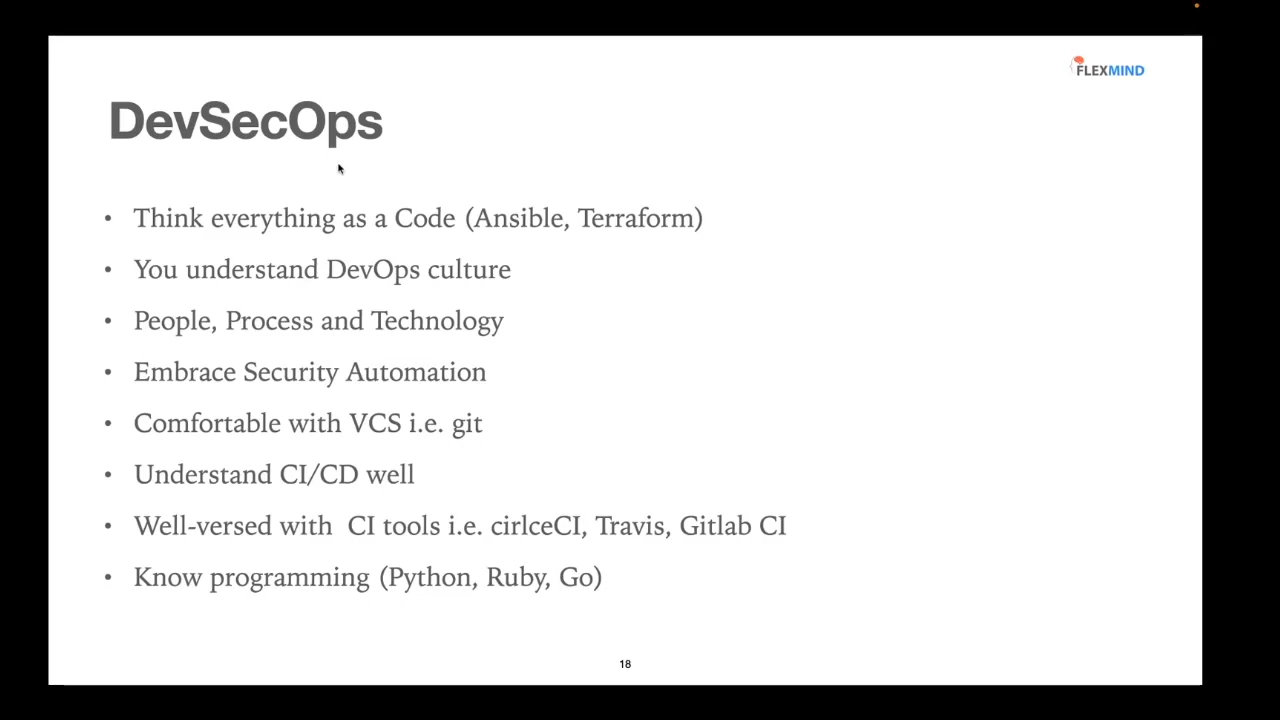 FLEXMIND
DevSecOps
• Think everything as a Code (Ansible, Terraform)
• You understand DevOps culture
• People, Process and Technology
• Embrace Security Automation
• Comfortable with VCS i.e. git
• Understand CI/CD well
• Well-versed with  CI tools i.e. cirlceCI, Travis, Gitlab CI
• Know programming (Python, Ruby, Go)
18